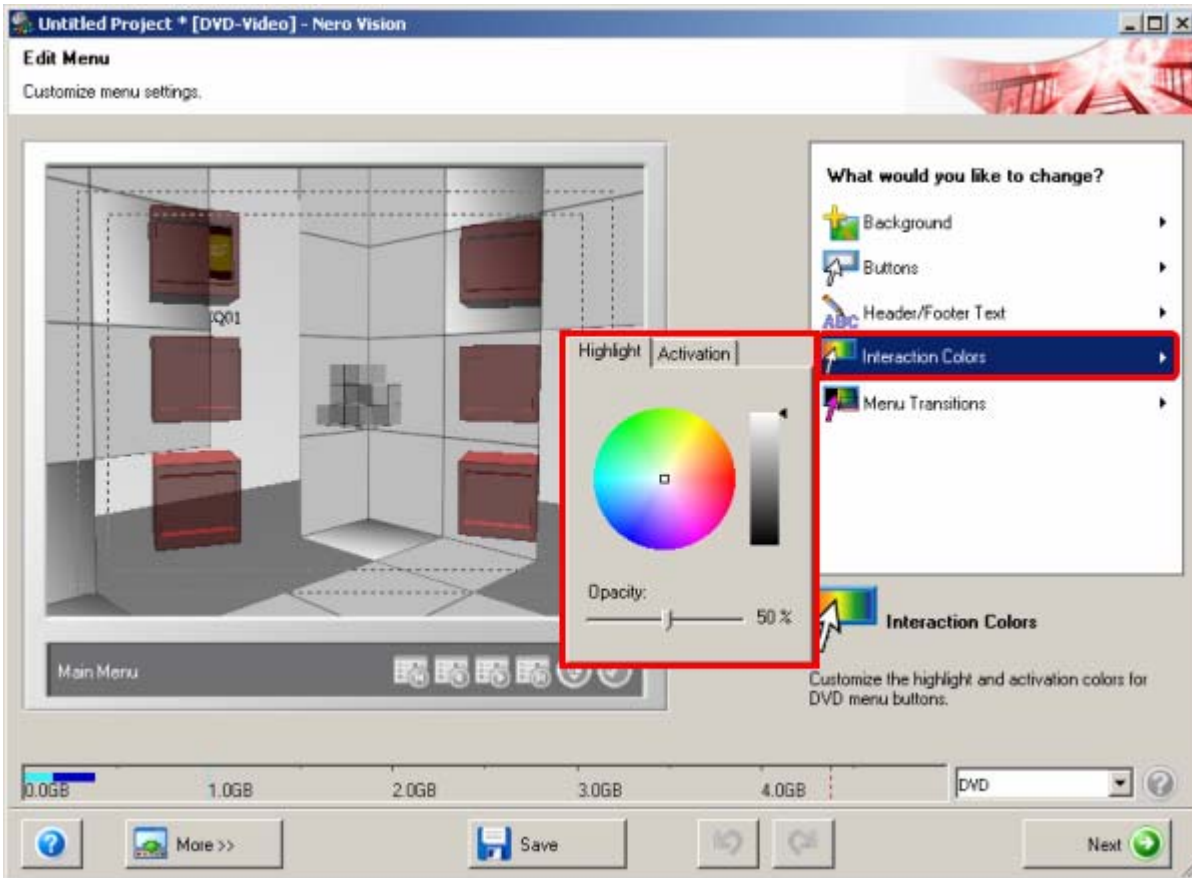 Untitled Project * [DVD-Video] - Nero Vision
Edit Menu
Customize menu settings.
What would you like to change?
Background
Buttons
Header/Footer Text
Interaction Colors
Menu Transitions
Highlight
Activation
Opacity:
50 %
Interaction Colors
Customize the highlight and activation colors for
DVD menu buttons.
Main Menu
0.0GB 1.0GB 2.0GB 3.0GB 4.0GB
DVD
More >>
Save
Next